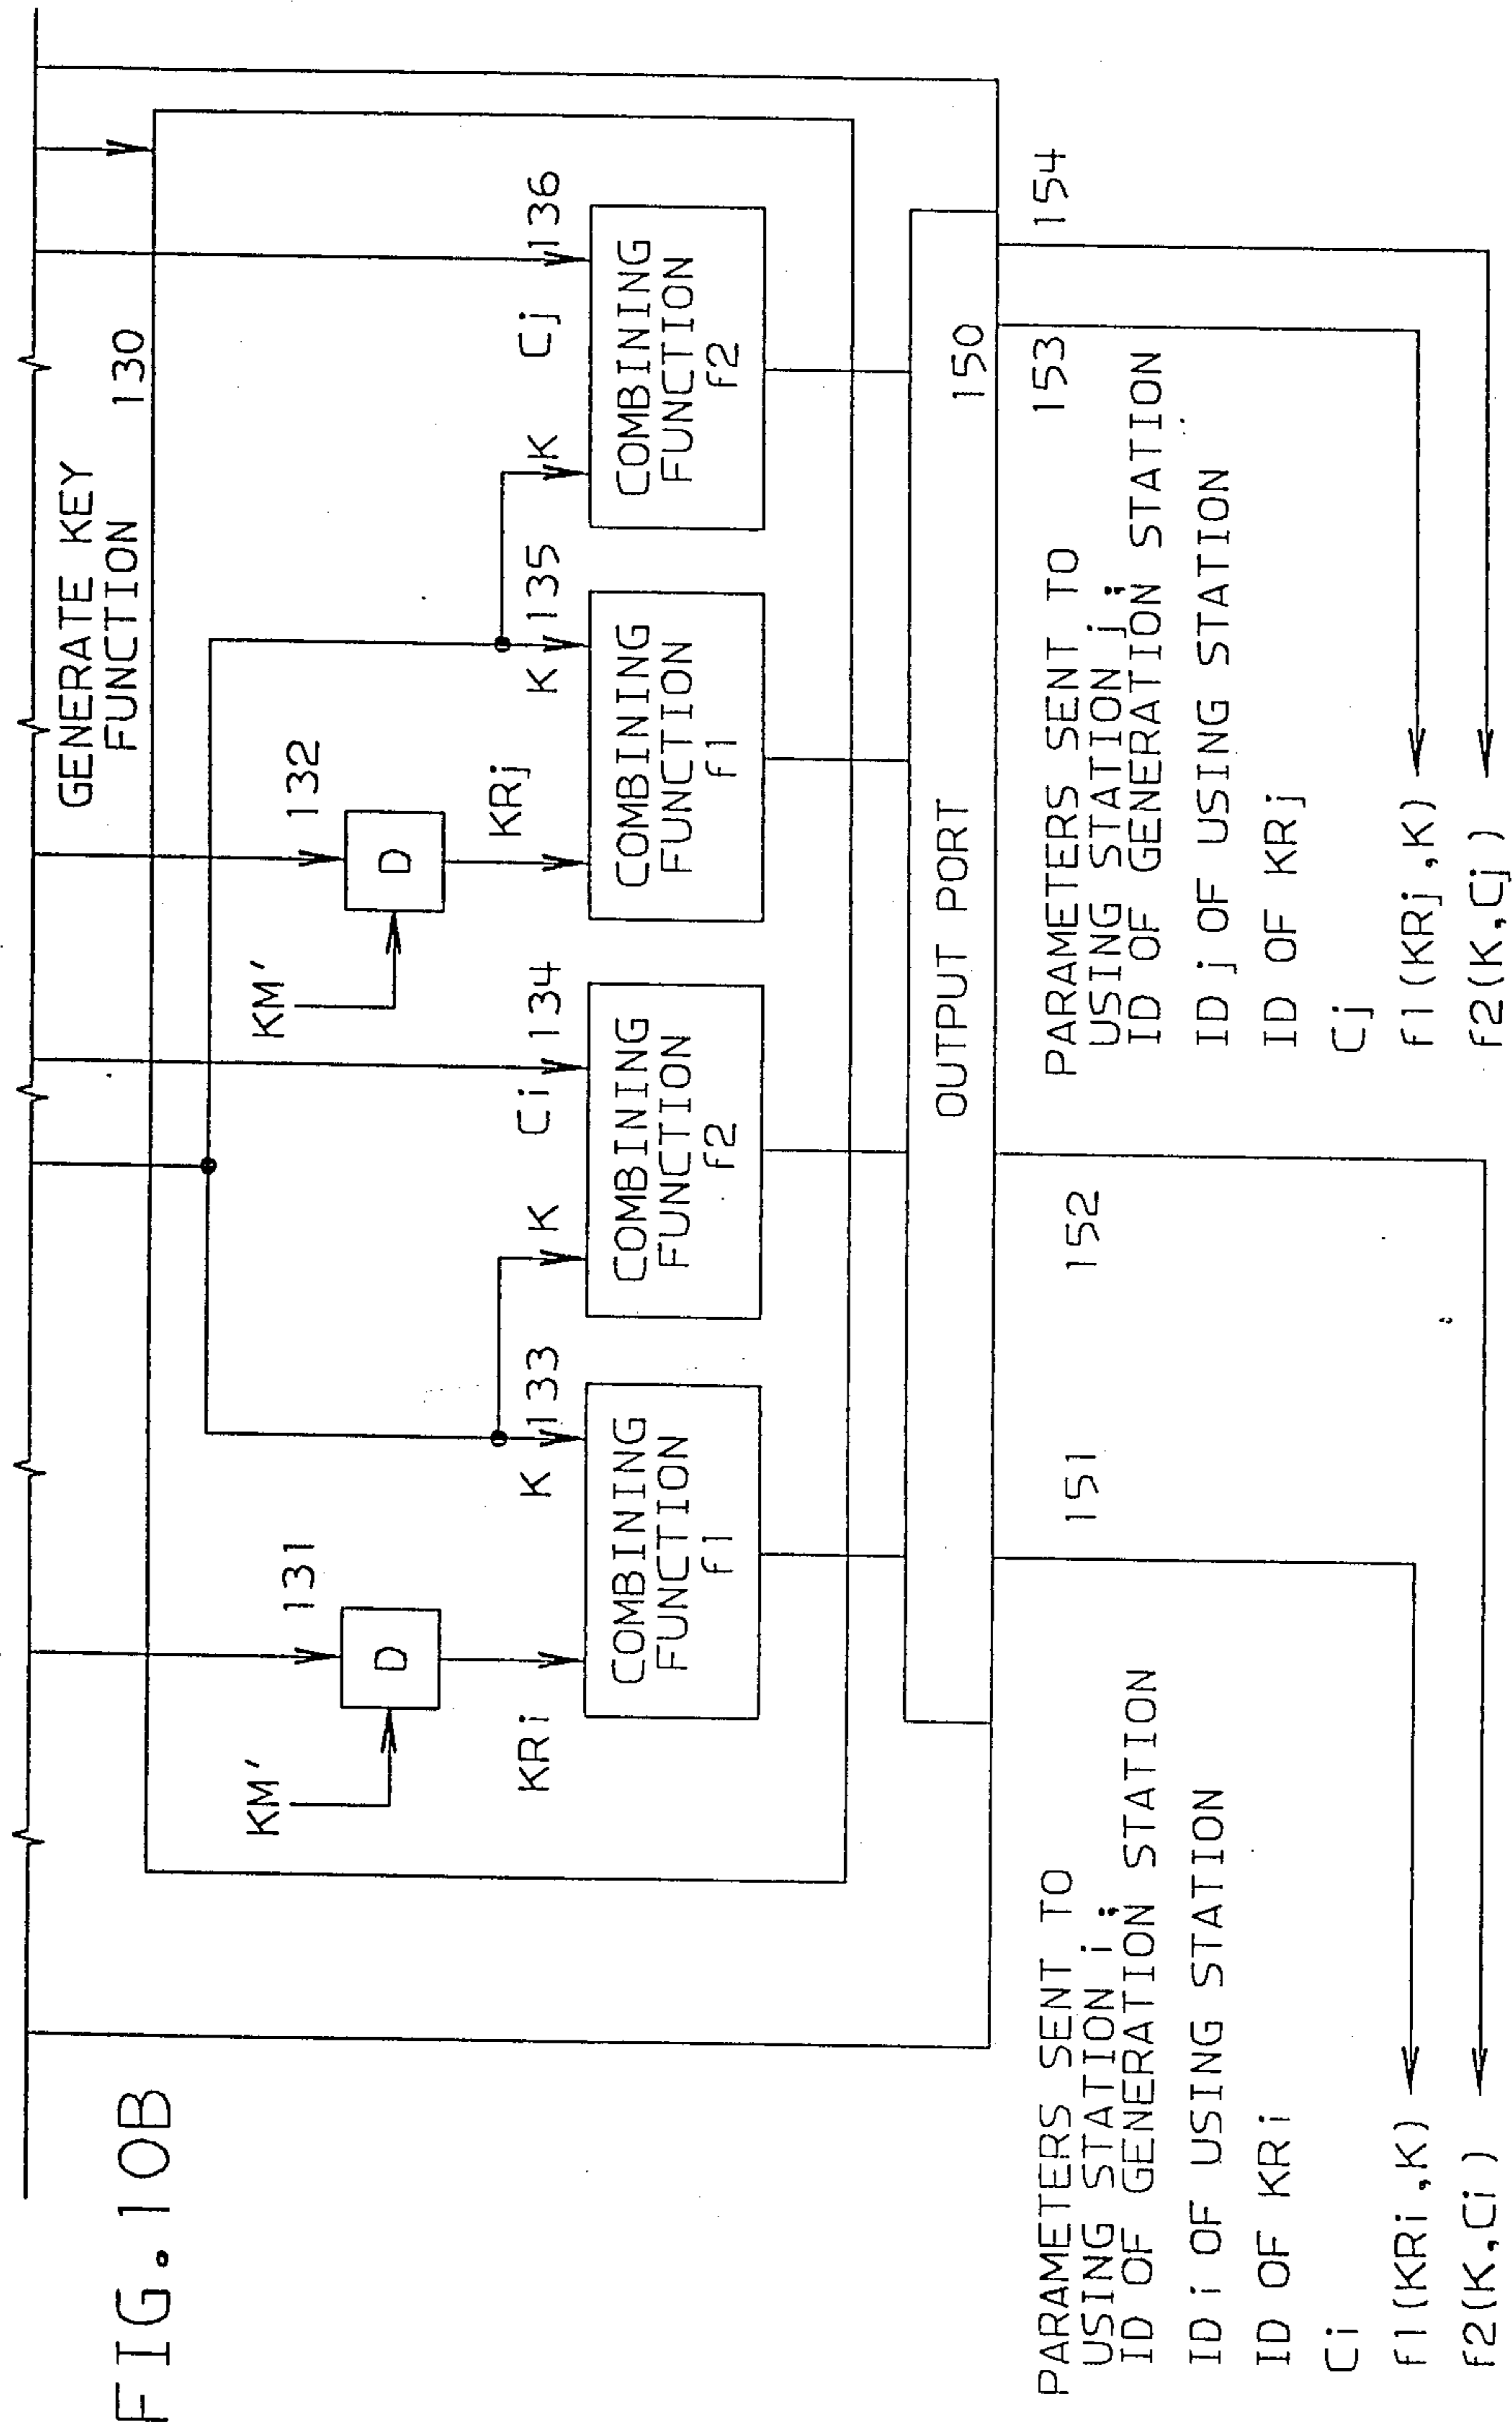 FIG.10B
GENERATE KEY
FUNCTION
130
KM′
131
D
KRi
KM′
132
D
KRj
K
133
K
Ci
134
K
135
K
Cj
136
COMBINING
FUNCTION
f1
COMBINING
FUNCTION
f2
COMBINING
FUNCTION
f1
COMBINING
FUNCTION
f2
OUTPUT PORT
150
151
152
153
154
PARAMETERS SENT TO
USING STATION i;
ID OF GENERATION STATION
ID i OF USING STATION
ID OF KRi
Ci
f1(KRi,K)
f2(K,Ci)
PARAMETERS SENT TO
USING STATION j;
ID OF GENERATION STATION
ID j OF USING STATION
ID OF KRj
Cj
f1(KRj,K)
f2(K,Cj)